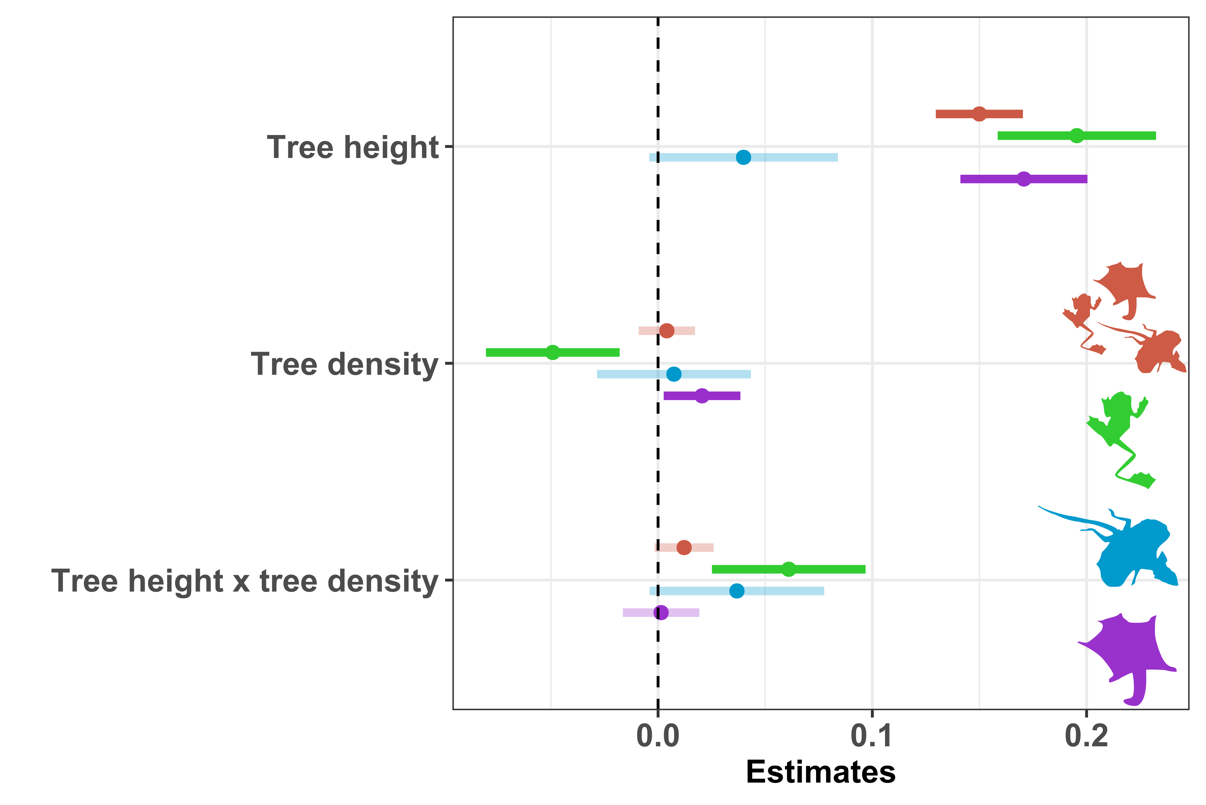 Tree height
Tree density
Tree height x tree density
0.0 0.1 0.2
Estimates